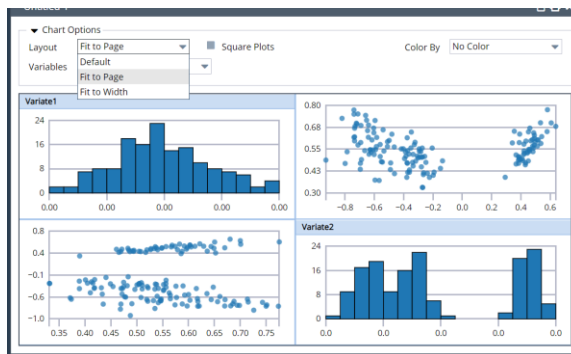 Chart Options
Layout Fit to Page Square Plots Color By No Color
Variables
Default
Fit to Page
Fit to Width
Variate1
24
16
8
0
0.00 0.00 0.00 0.00
0.80
0.68
0.55
0.43
0.30
−0.8 −0.6 −0.4 −0.2 0.0 0.2 0.4 0.6
0.8
0.4
−0.1
−0.6
−1.0
0.35 0.40 0.45 0.50 0.55 0.60 0.65 0.70 0.75
Variate2
24
16
8
0
0.0 0.0 0.0 0.0